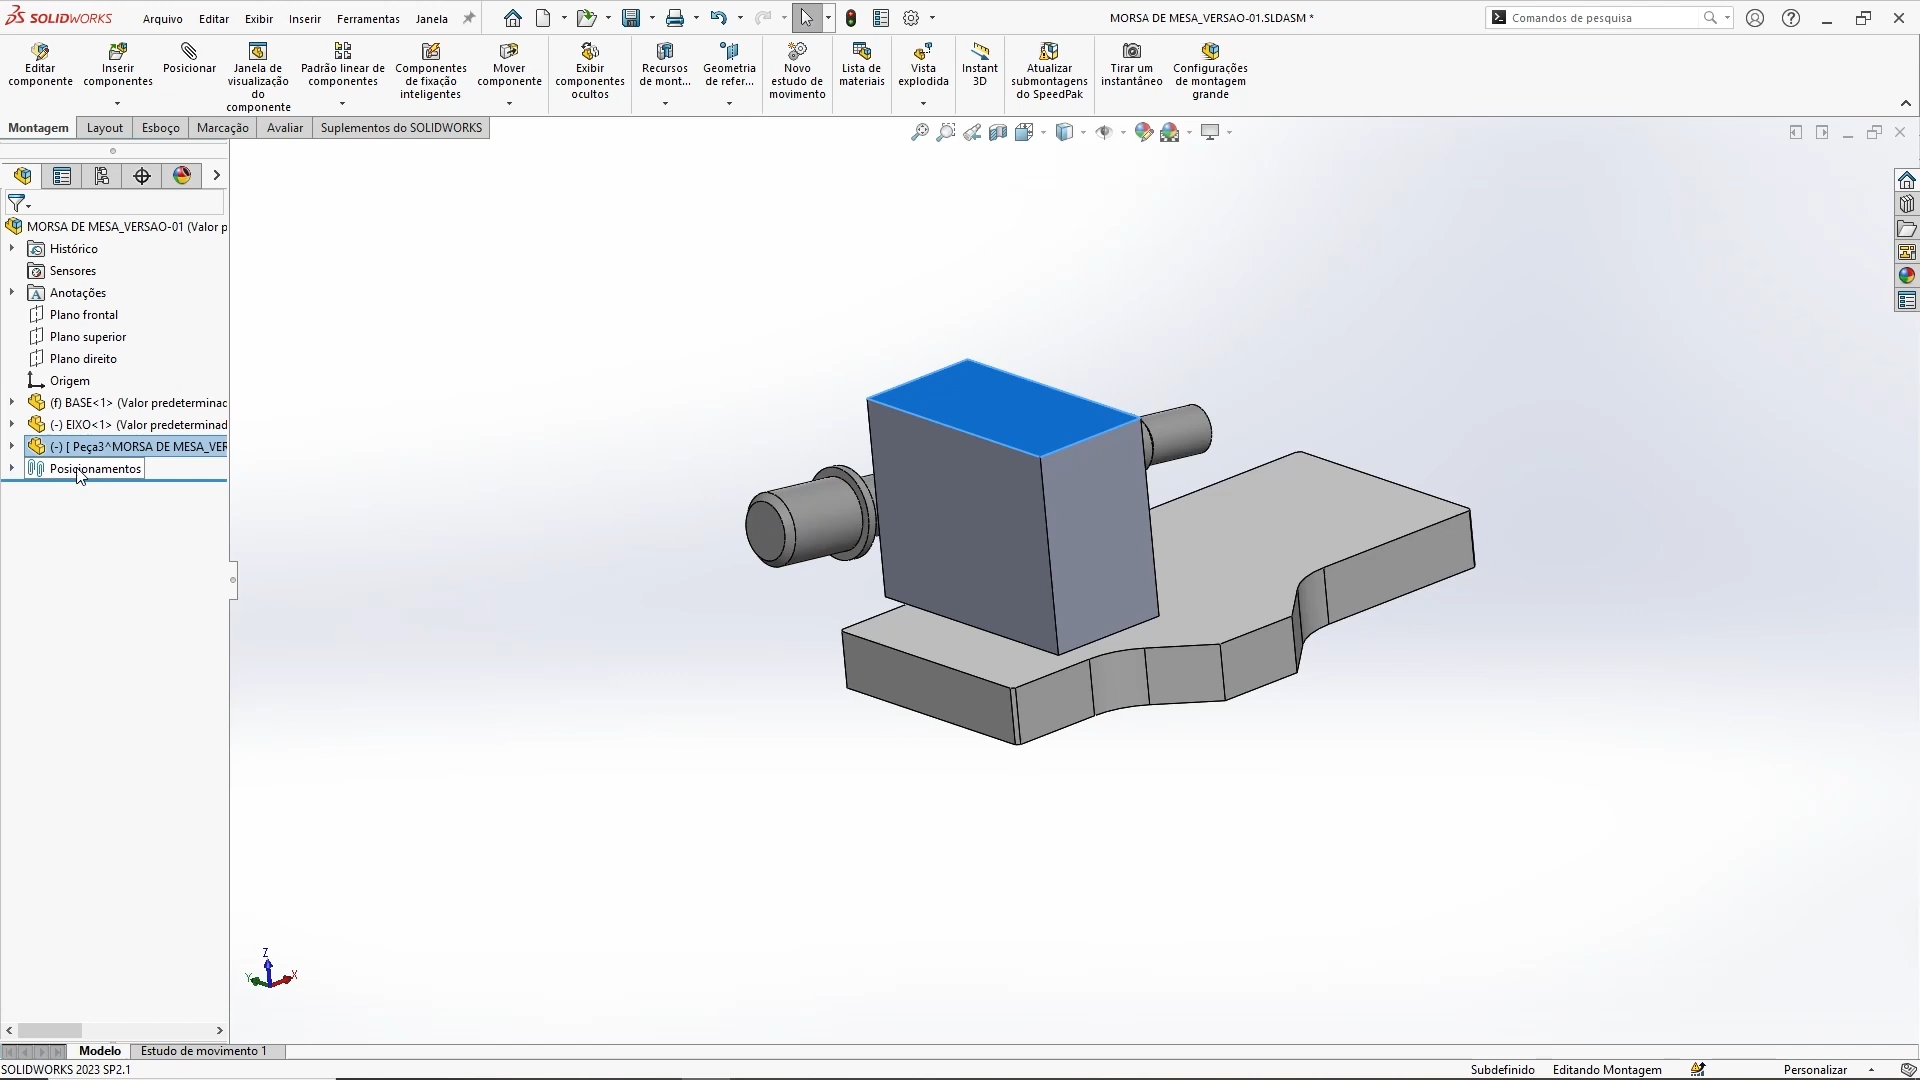 SOLIDWORKS
Arquivo Editar Exibir Inserir Ferramentas Janela
MORSA DE MESA_VERSAO-01.SLDASM *
Comandos de pesquisa
Editar
componente
Inserir
componentes
Posicionar
Janela de
visualização
do
componente
Padrão linear de
componentes
Componentes
de fixação
inteligentes
Mover
componente
Exibir
componentes
ocultos
Recursos
de mont...
Geometria
de refer...
Novo
estudo de
movimento
Lista de
materiais
Vista
explodida
Instant
3D
Atualizar
submontagens
do SpeedPak
Tirar um
instantâneo
Configurações
de montagem
grande
Montagem Layout Esboço Marcação Avaliar Suplementos do SOLIDWORKS
MORSA DE MESA_VERSAO-01 (Valor p
Histórico
Sensores
Anotações
Plano frontal
Plano superior
Plano direito
Origem
(f) BASE<1> (Valor predeterminac
(-) EIXO<1> (Valor predeterminad
(-) [ Peça3^MORSA DE MESA_VER
Posicionamentos
Z
Y X
Modelo Estudo de movimento 1
SOLIDWORKS 2023 SP2.1
Subdefinido Editando Montagem Personalizar